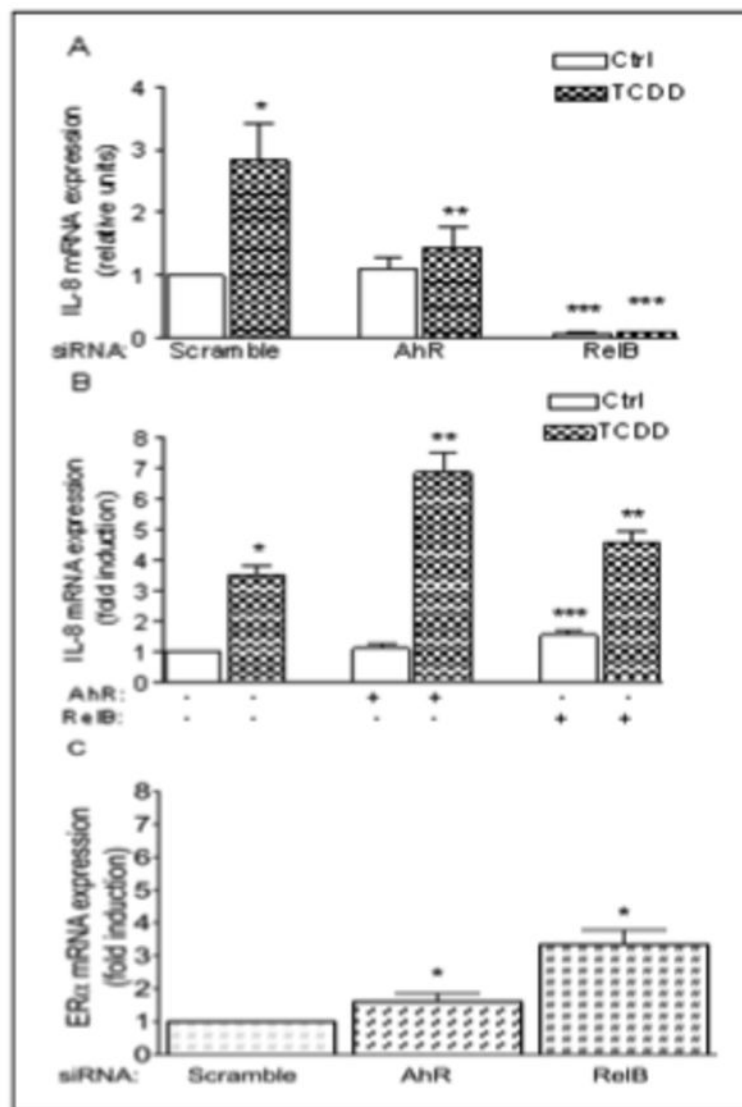 A
Ctrl
TCDD
IL-8 mRNA expression
(relative units)
4
3
2
1
0
*
**
***
***
siRNA: Scramble AhR RelB
B
Ctrl
TCDD
IL-8 mRNA expression
(fold induction)
8
7
6
5
4
3
2
1
0
*
**
***
**
AhR: - - + + - -
RelB: - - - - + +
C
ERα mRNA expression
(fold induction)
8
7
6
5
4
3
2
1
0
*
*
siRNA: Scramble AhR RelB